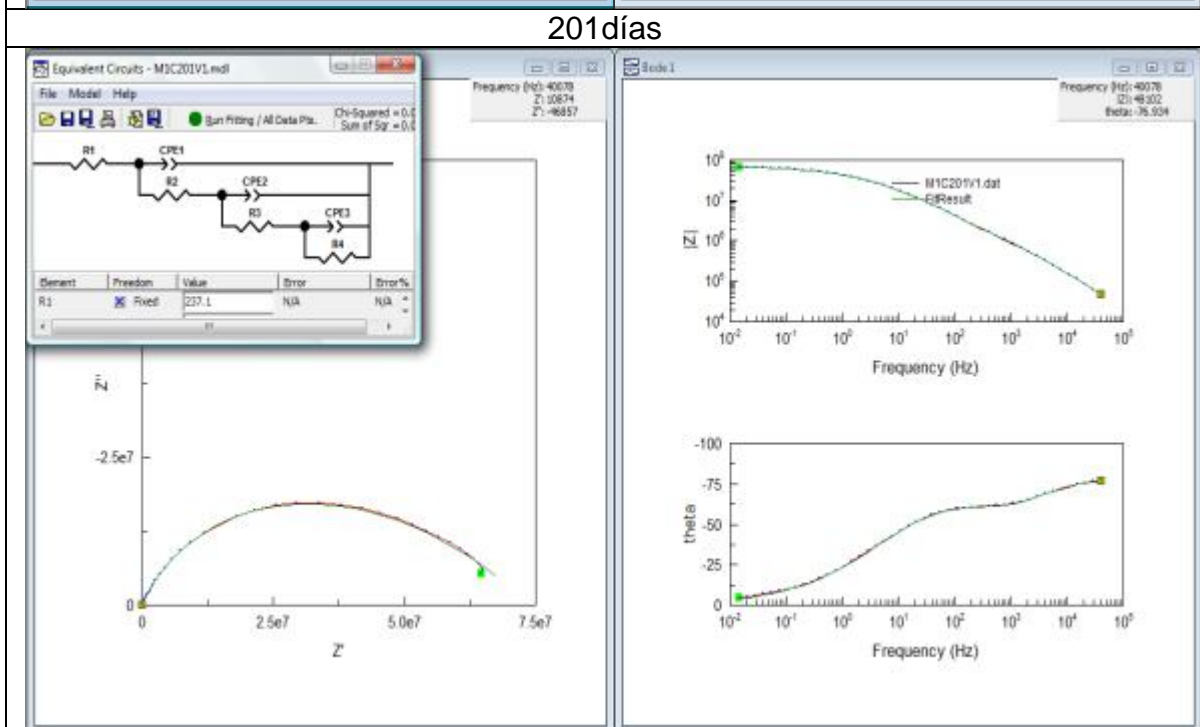 201días
Equivalent Circuits - M1C201V1.mdl
File Model Help
Run Fitting / All Data Pts.
Chi-Squared = 0.0
Sum of Sqr = 0.0
R1 CPE1
R2 CPE2
R3 CPE3
R4
Element Freedom Value Error Error%
R1 Fixed 237.1 N/A N/A
Frequency (Hz): 40078
Z': 10874
Z'': -46857
Z''
-2.5e7
0
0 2.5e7 5.0e7 7.5e7
Z'
Bode1
Frequency (Hz): 40078
|Z|: 48102
theta: -76.934
M1C201V1.dat
FitResult
|Z|
10⁷
10⁶
10⁵
10⁴
10⁻² 10⁻¹ 10⁰ 10¹ 10² 10³ 10⁴ 10⁵
Frequency (Hz)
-100
-75
-50
-25
0
theta
10⁻² 10⁻¹ 10⁰ 10¹ 10² 10³ 10⁴ 10⁵
Frequency (Hz)